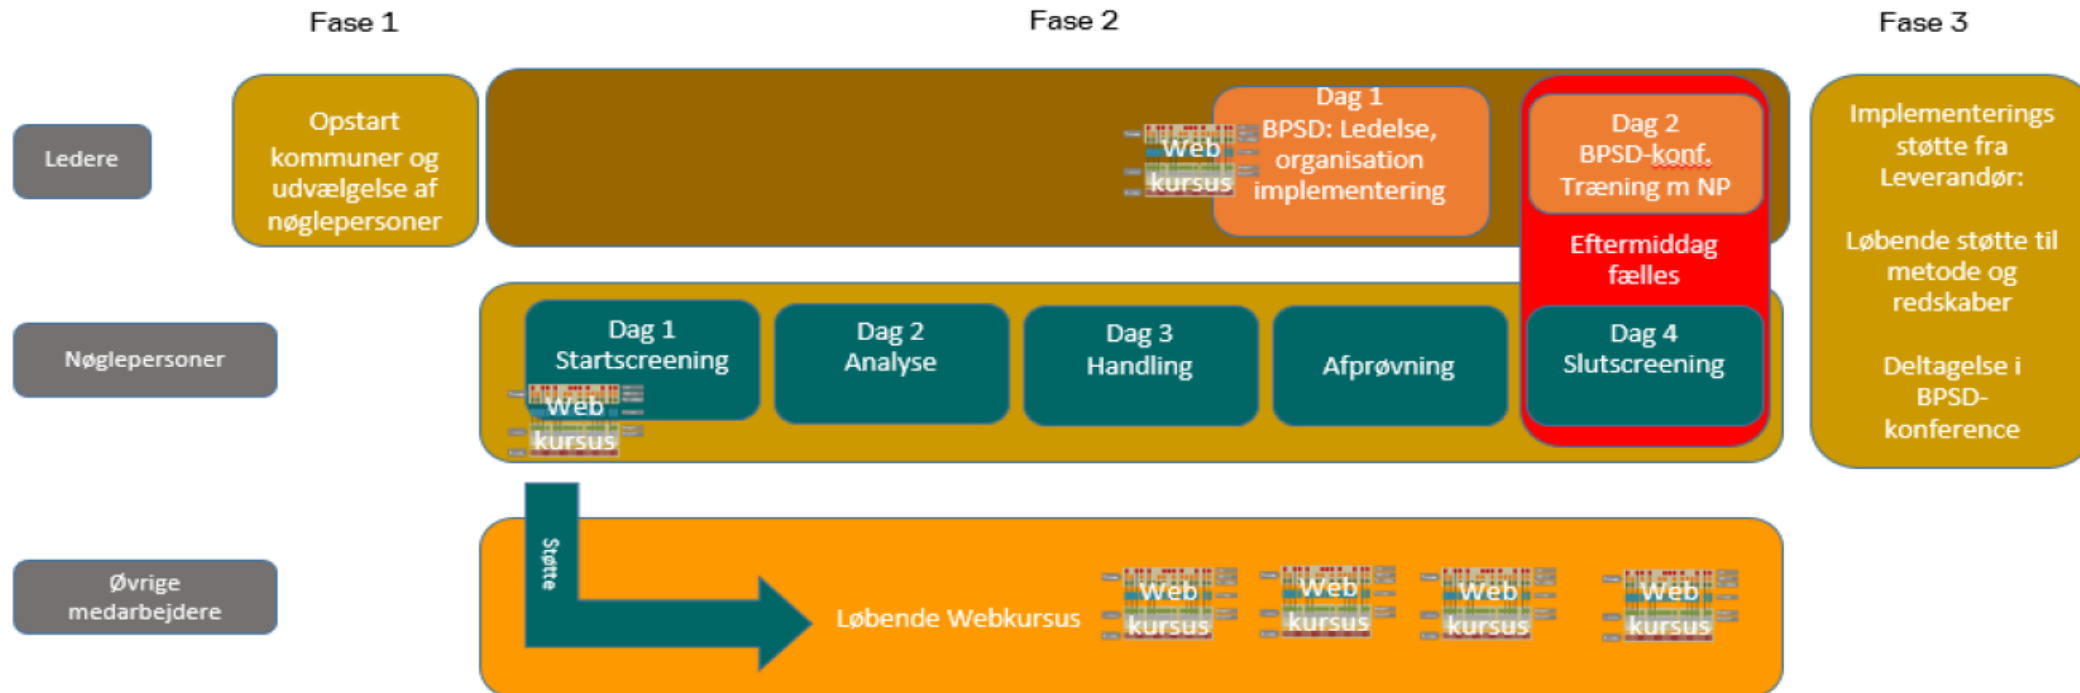 Fase 1
Fase 2
Fase 3
Ledere
Opstart
kommuner og
udvælgelse af
nøglepersoner
Web
kursus
Dag 1
BPSD: Ledelse,
organisation
implementering
Dag 2
BPSD-konf.
Træning m NP
Eftermiddag
fælles
Implementerings
støtte fra
Leverandør:
Løbende støtte til
metode og
redskaber
Deltagelse i
BPSD-
konference
Nøglepersoner
Dag 1
Startscreening
Web
kursus
Dag 2
Analyse
Dag 3
Handling
Afprøvning
Dag 4
Slutscreening
Øvrige
medarbejdere
Støtte
Løbende Webkursus
Web
kursus
Web
kursus
Web
kursus
Web
kursus